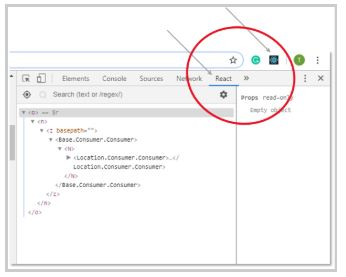 T
Elements Console Sources Network React »
Search (text or /regex/)
<o> == $r
<n>
<z basepath="">
<Base.Consumer.Consumer>
<N>
<Location.Consumer.Consumer>…</
Location.Consumer.Consumer>
</N>
</Base.Consumer.Consumer>
</z>
</n>
</o>
Props read-only
Empty object